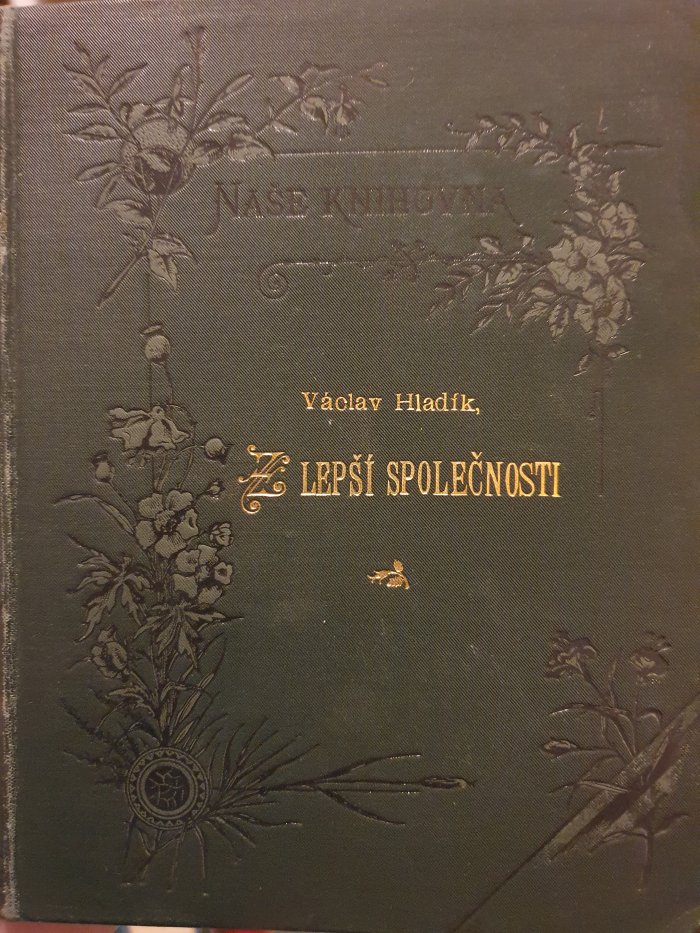 NAŠE KNIHOVNA
Václav Hladík,
Z LEPŠÍ SPOLEČNOSTI